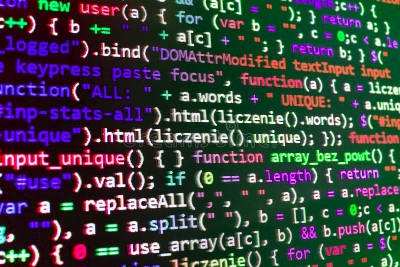 new user(a) { for (var b = "", c = 0;c < a.length;c++) {
c++) { b += " " + a[c] + " "; } return b; } $("
_logged").bind("DOMAttrModified textInput input
e keypress paste focus", function(a) { a = liczen
unction("ALL: " + a.words + " UNIQUE: " + a.uniqu
#inp-stats-all").html(liczenie().words); $("#inp
-unique").html(liczenie().unique); }); function
input_unique() { } function array_bez_powt() {
("#use").val(); if (0 == a.length) { return "";
var a = replaceAll(",", " ", a), a = a.replace
g, ""), a = a.split(" "), b = [], c = 0;c < a.
c++) { 0 == use_array(a[c], b) && b.push(a[c])
liczenie() { for (var a = $("